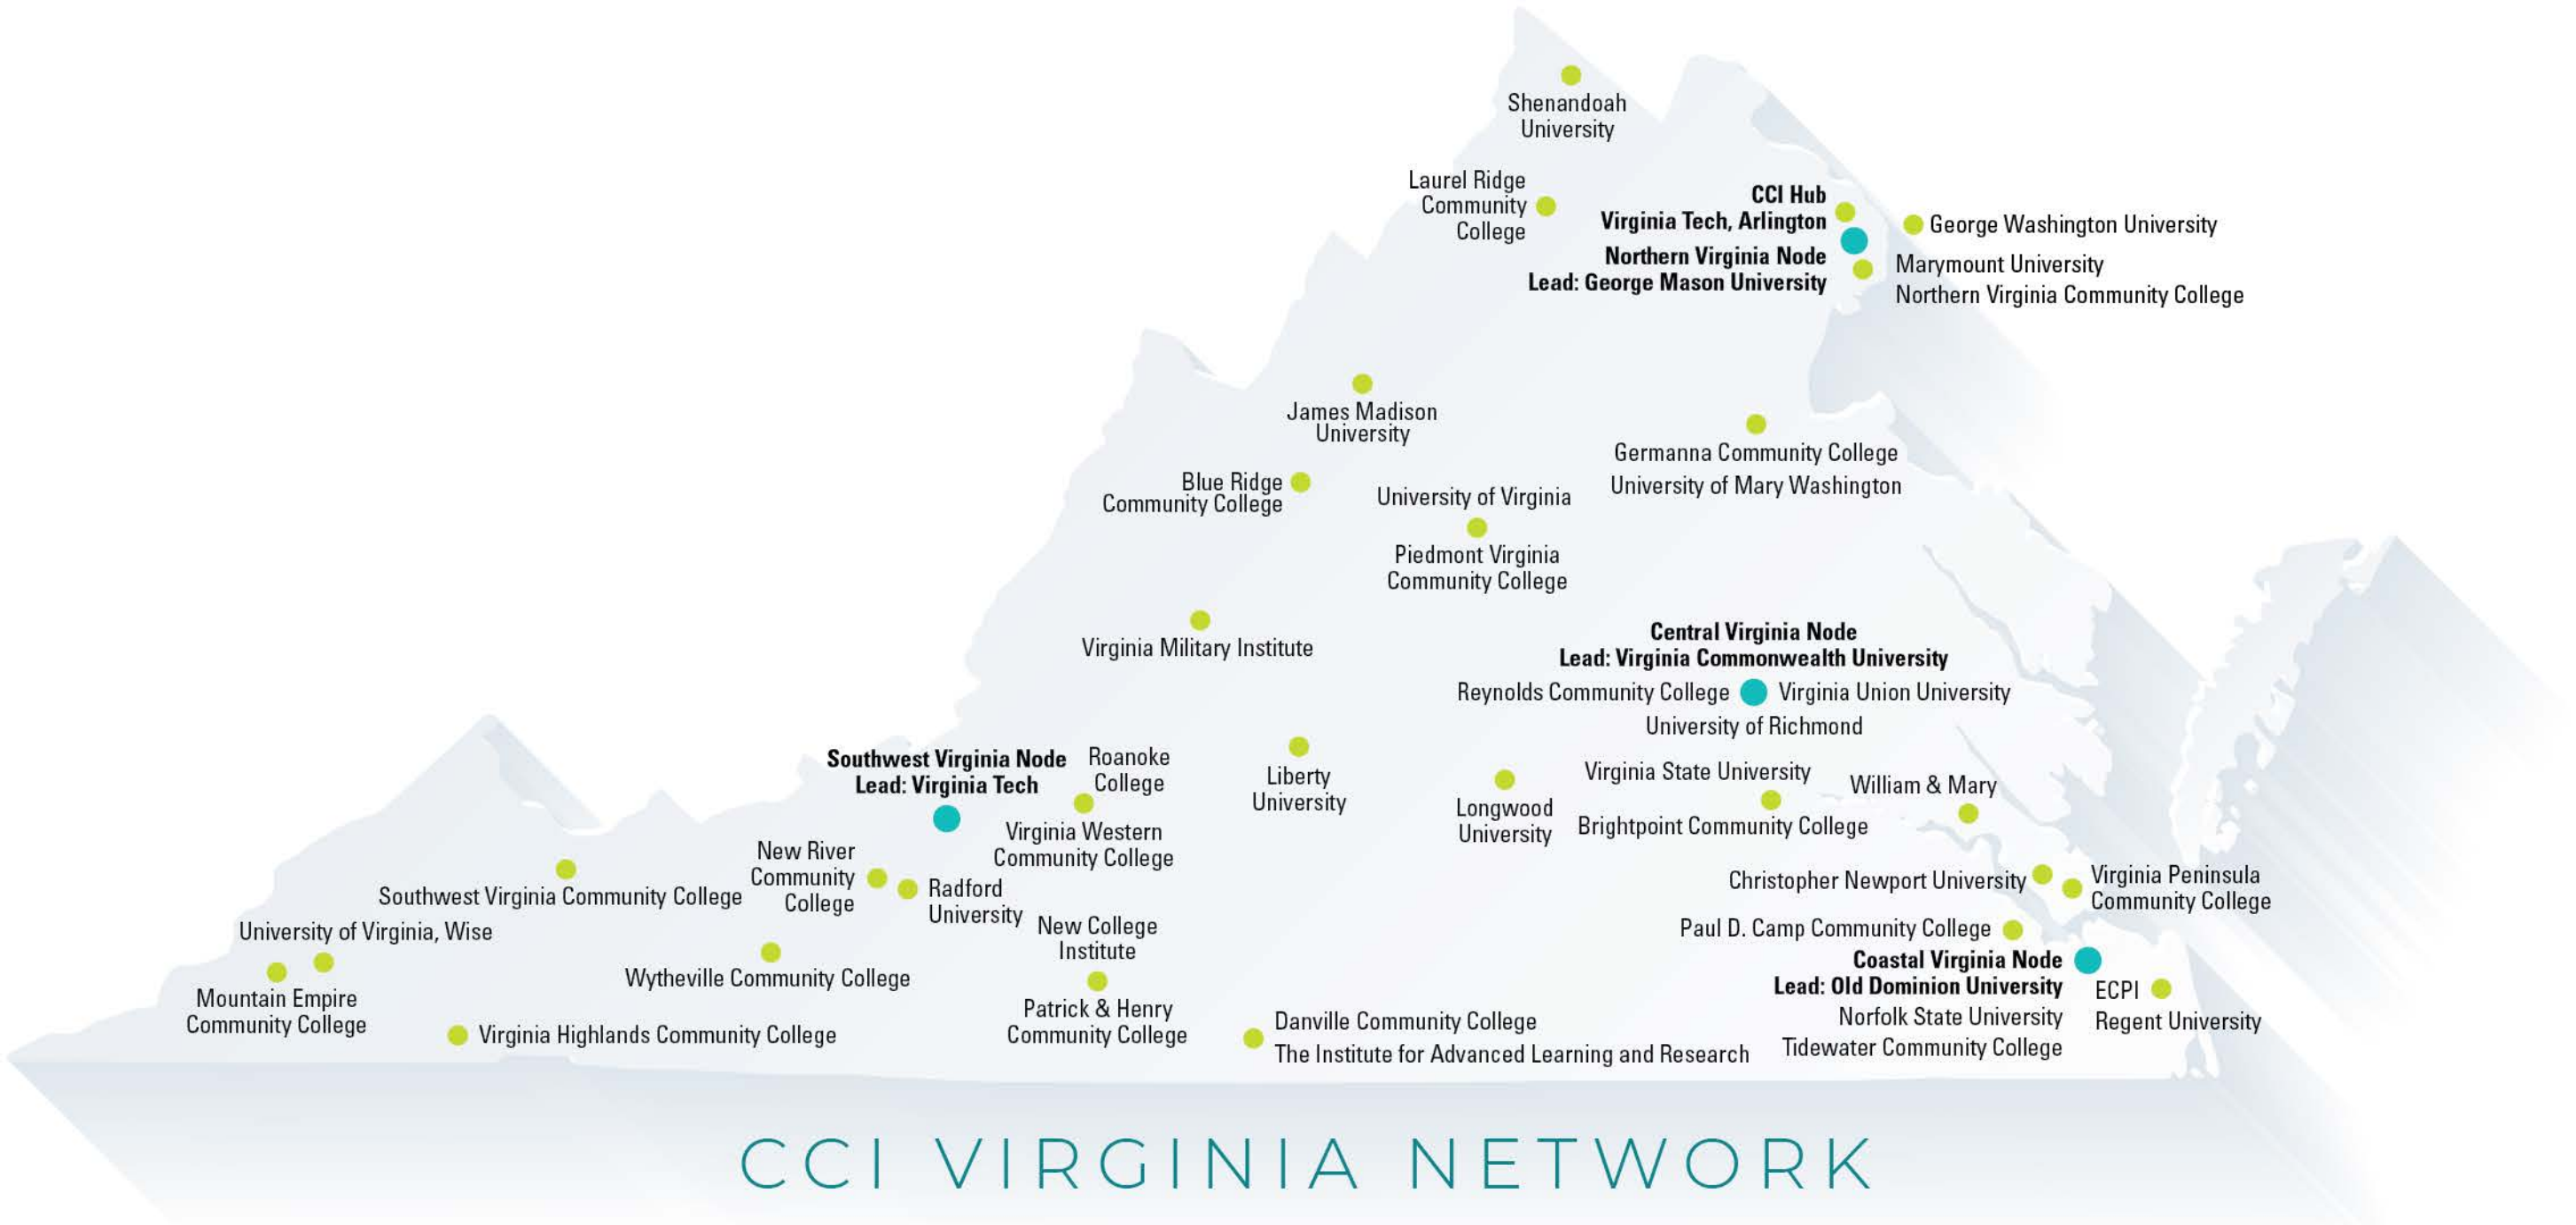 Shenandoah
University
Laurel Ridge
Community
College
CCI Hub
Virginia Tech, Arlington
Northern Virginia Node
Lead: George Mason University
George Washington University
Marymount University
Northern Virginia Community College
James Madison
University
Germanna Community College
University of Mary Washington
Blue Ridge
Community College
University of Virginia
Piedmont Virginia
Community College
Virginia Military Institute
Central Virginia Node
Lead: Virginia Commonwealth University
Reynolds Community College
Virginia Union University
University of Richmond
Southwest Virginia Node
Lead: Virginia Tech
Roanoke
College
Virginia Western
Community College
Liberty
University
Longwood
University
Virginia State University
Brightpoint Community College
William & Mary
New River
Community
College
Radford
University
Southwest Virginia Community College
University of Virginia, Wise
Mountain Empire
Community College
Wytheville Community College
Virginia Highlands Community College
New College
Institute
Patrick & Henry
Community College
Danville Community College
The Institute for Advanced Learning and Research
Christopher Newport University
Virginia Peninsula
Community College
Paul D. Camp Community College
Coastal Virginia Node
Lead: Old Dominion University
Norfolk State University
Tidewater Community College
ECPI
Regent University
CCI VIRGINIA NETWORK